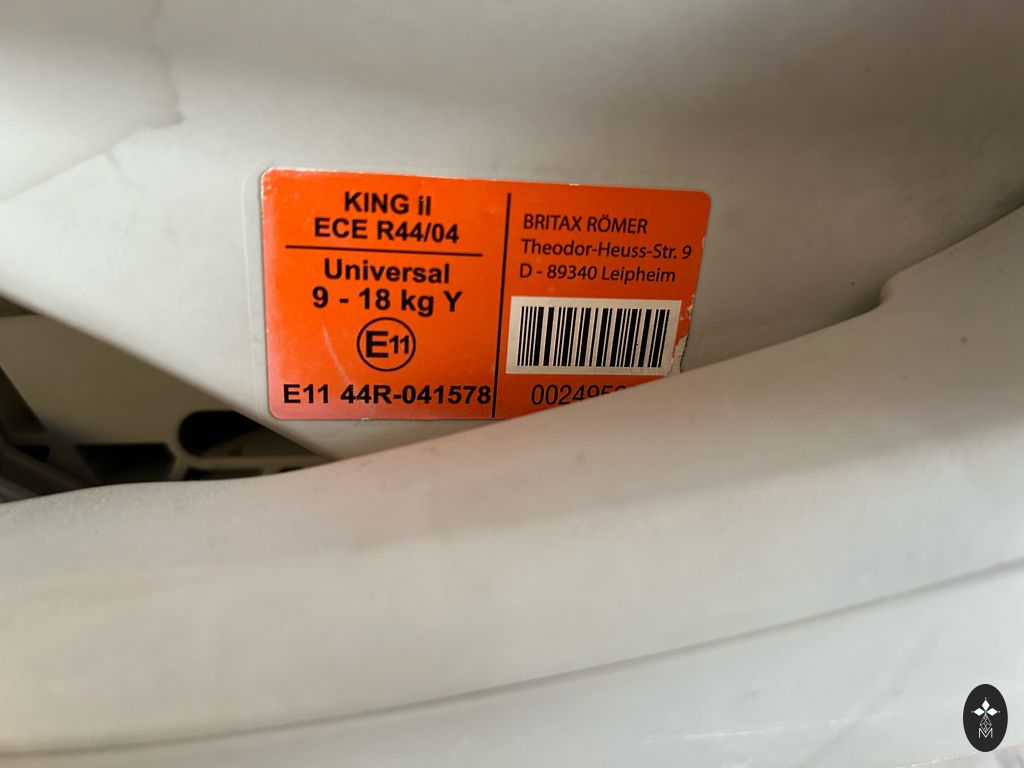 KING iI
ECE R44/04
Universal
9 - 18 kg Y
E11
E11 44R-041578
BRITAX RÖMER
Theodor-Heuss-Str. 9
D - 89340 Leipheim